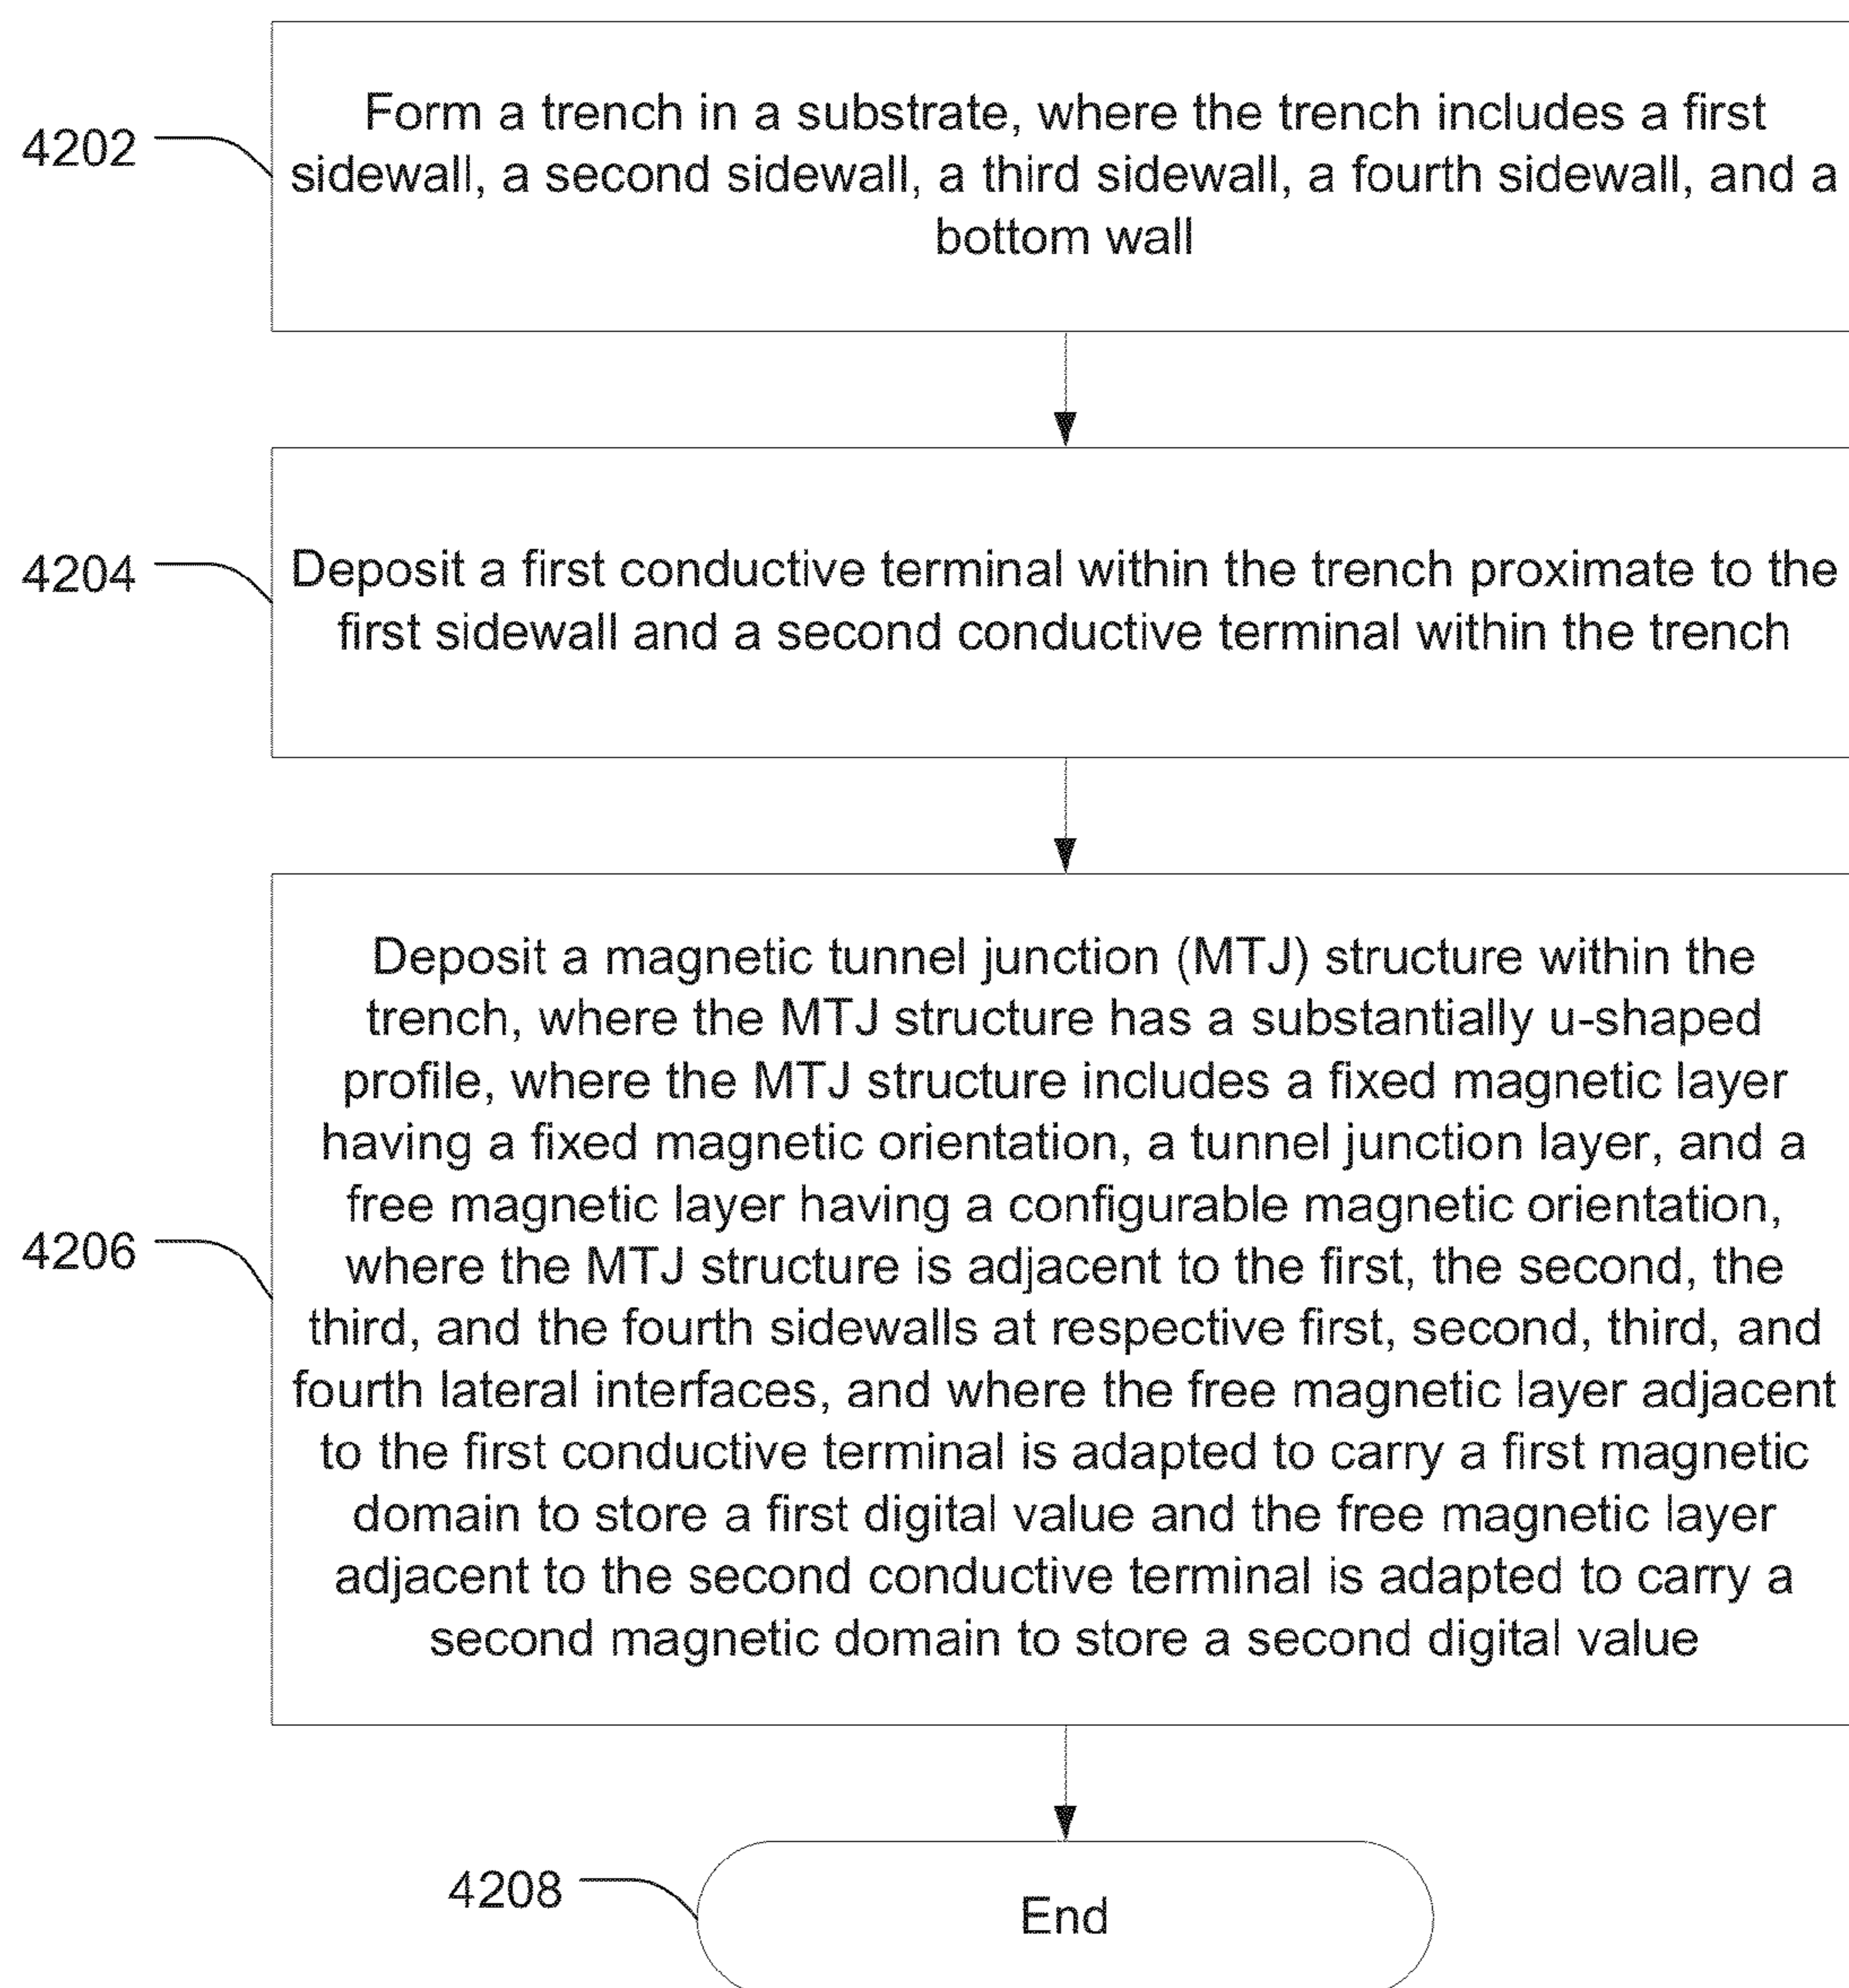 4202
Form a trench in a substrate, where the trench includes a first
sidewall, a second sidewall, a third sidewall, a fourth sidewall, and a
bottom wall
4204
Deposit a first conductive terminal within the trench proximate to the
first sidewall and a second conductive terminal within the trench
4206
Deposit a magnetic tunnel junction (MTJ) structure within the
trench, where the MTJ structure has a substantially u-shaped
profile, where the MTJ structure includes a fixed magnetic layer
having a fixed magnetic orientation, a tunnel junction layer, and a
free magnetic layer having a configurable magnetic orientation,
where the MTJ structure is adjacent to the first, the second, the
third, and the fourth sidewalls at respective first, second, third, and
fourth lateral interfaces, and where the free magnetic layer adjacent
to the first conductive terminal is adapted to carry a first magnetic
domain to store a first digital value and the free magnetic layer
adjacent to the second conductive terminal is adapted to carry a
second magnetic domain to store a second digital value
4208
End